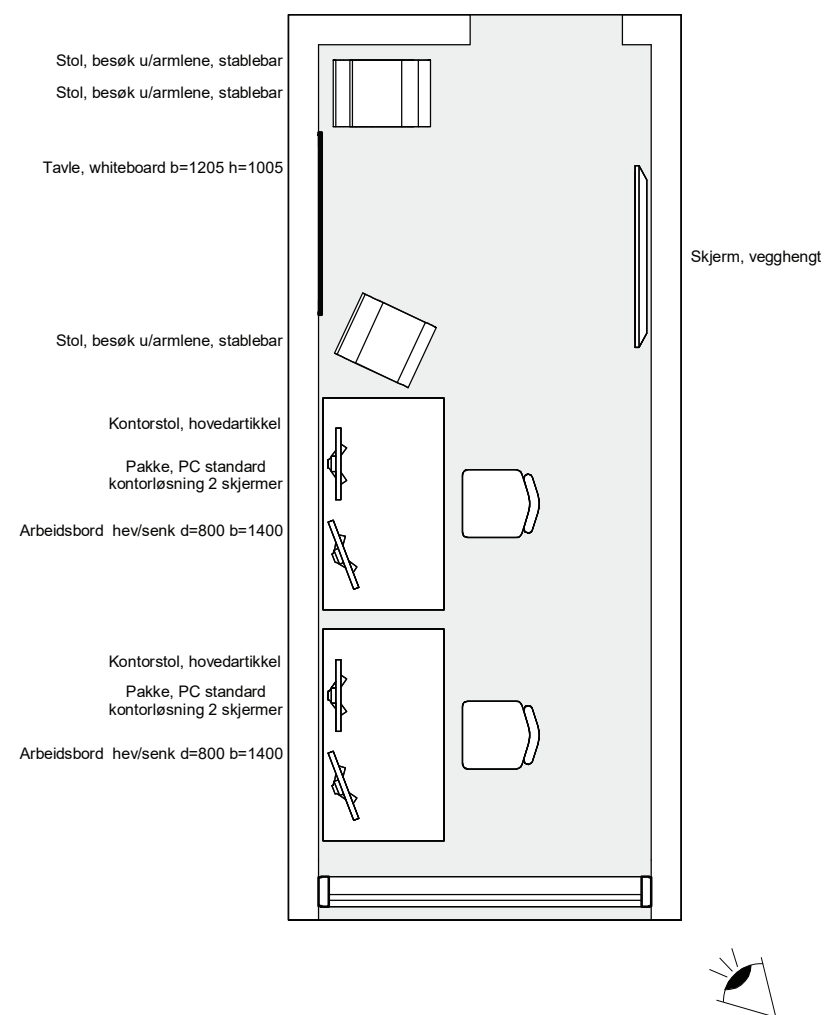 Stol, besøk u/armlene, stablebar
Stol, besøk u/armlene, stablebar
Tavle, whiteboard b=1205 h=1005
Skjerm, vegghengt
Stol, besøk u/armlene, stablebar
Kontorstol, hovedartikkel
Pakke, PC standard
kontorløsning 2 skjermer
Arbeidsbord  hev/senk d=800 b=1400
Kontorstol, hovedartikkel
Pakke, PC standard
kontorløsning 2 skjermer
Arbeidsbord  hev/senk d=800 b=1400